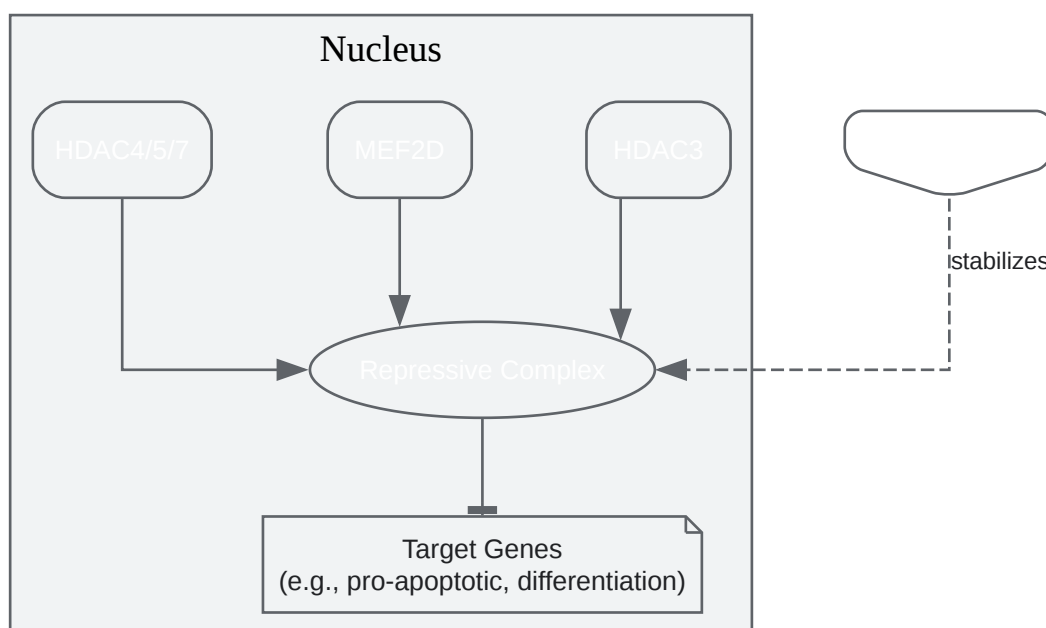 Nucleus
HDAC4/5/7
MEF2D
HDAC3
stabilizes
Repressive Complex
Target Genes
(e.g., pro-apoptotic, differentiation)